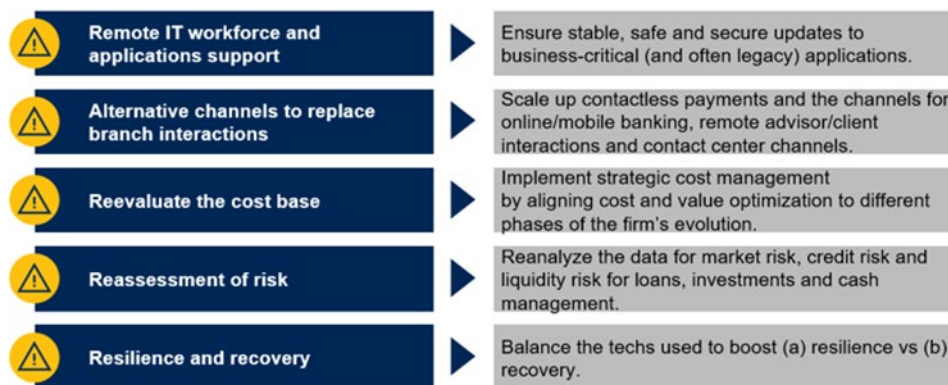 Remote IT workforce and
applications support
Ensure stable, safe and secure updates to
business-critical (and often legacy) applications.
Alternative channels to replace
branch interactions
Scale up contactless payments and the channels for
online/mobile banking, remote advisor/client
interactions and contact center channels.
Reevaluate the cost base
Implement strategic cost management
by aligning cost and value optimization to different
phases of the firm's evolution.
Reassessment of risk
Reanalyze the data for market risk, credit risk and
liquidity risk for loans, investments and cash
management.
Resilience and recovery
Balance the techs used to boost (a) resilience vs (b)
recovery.